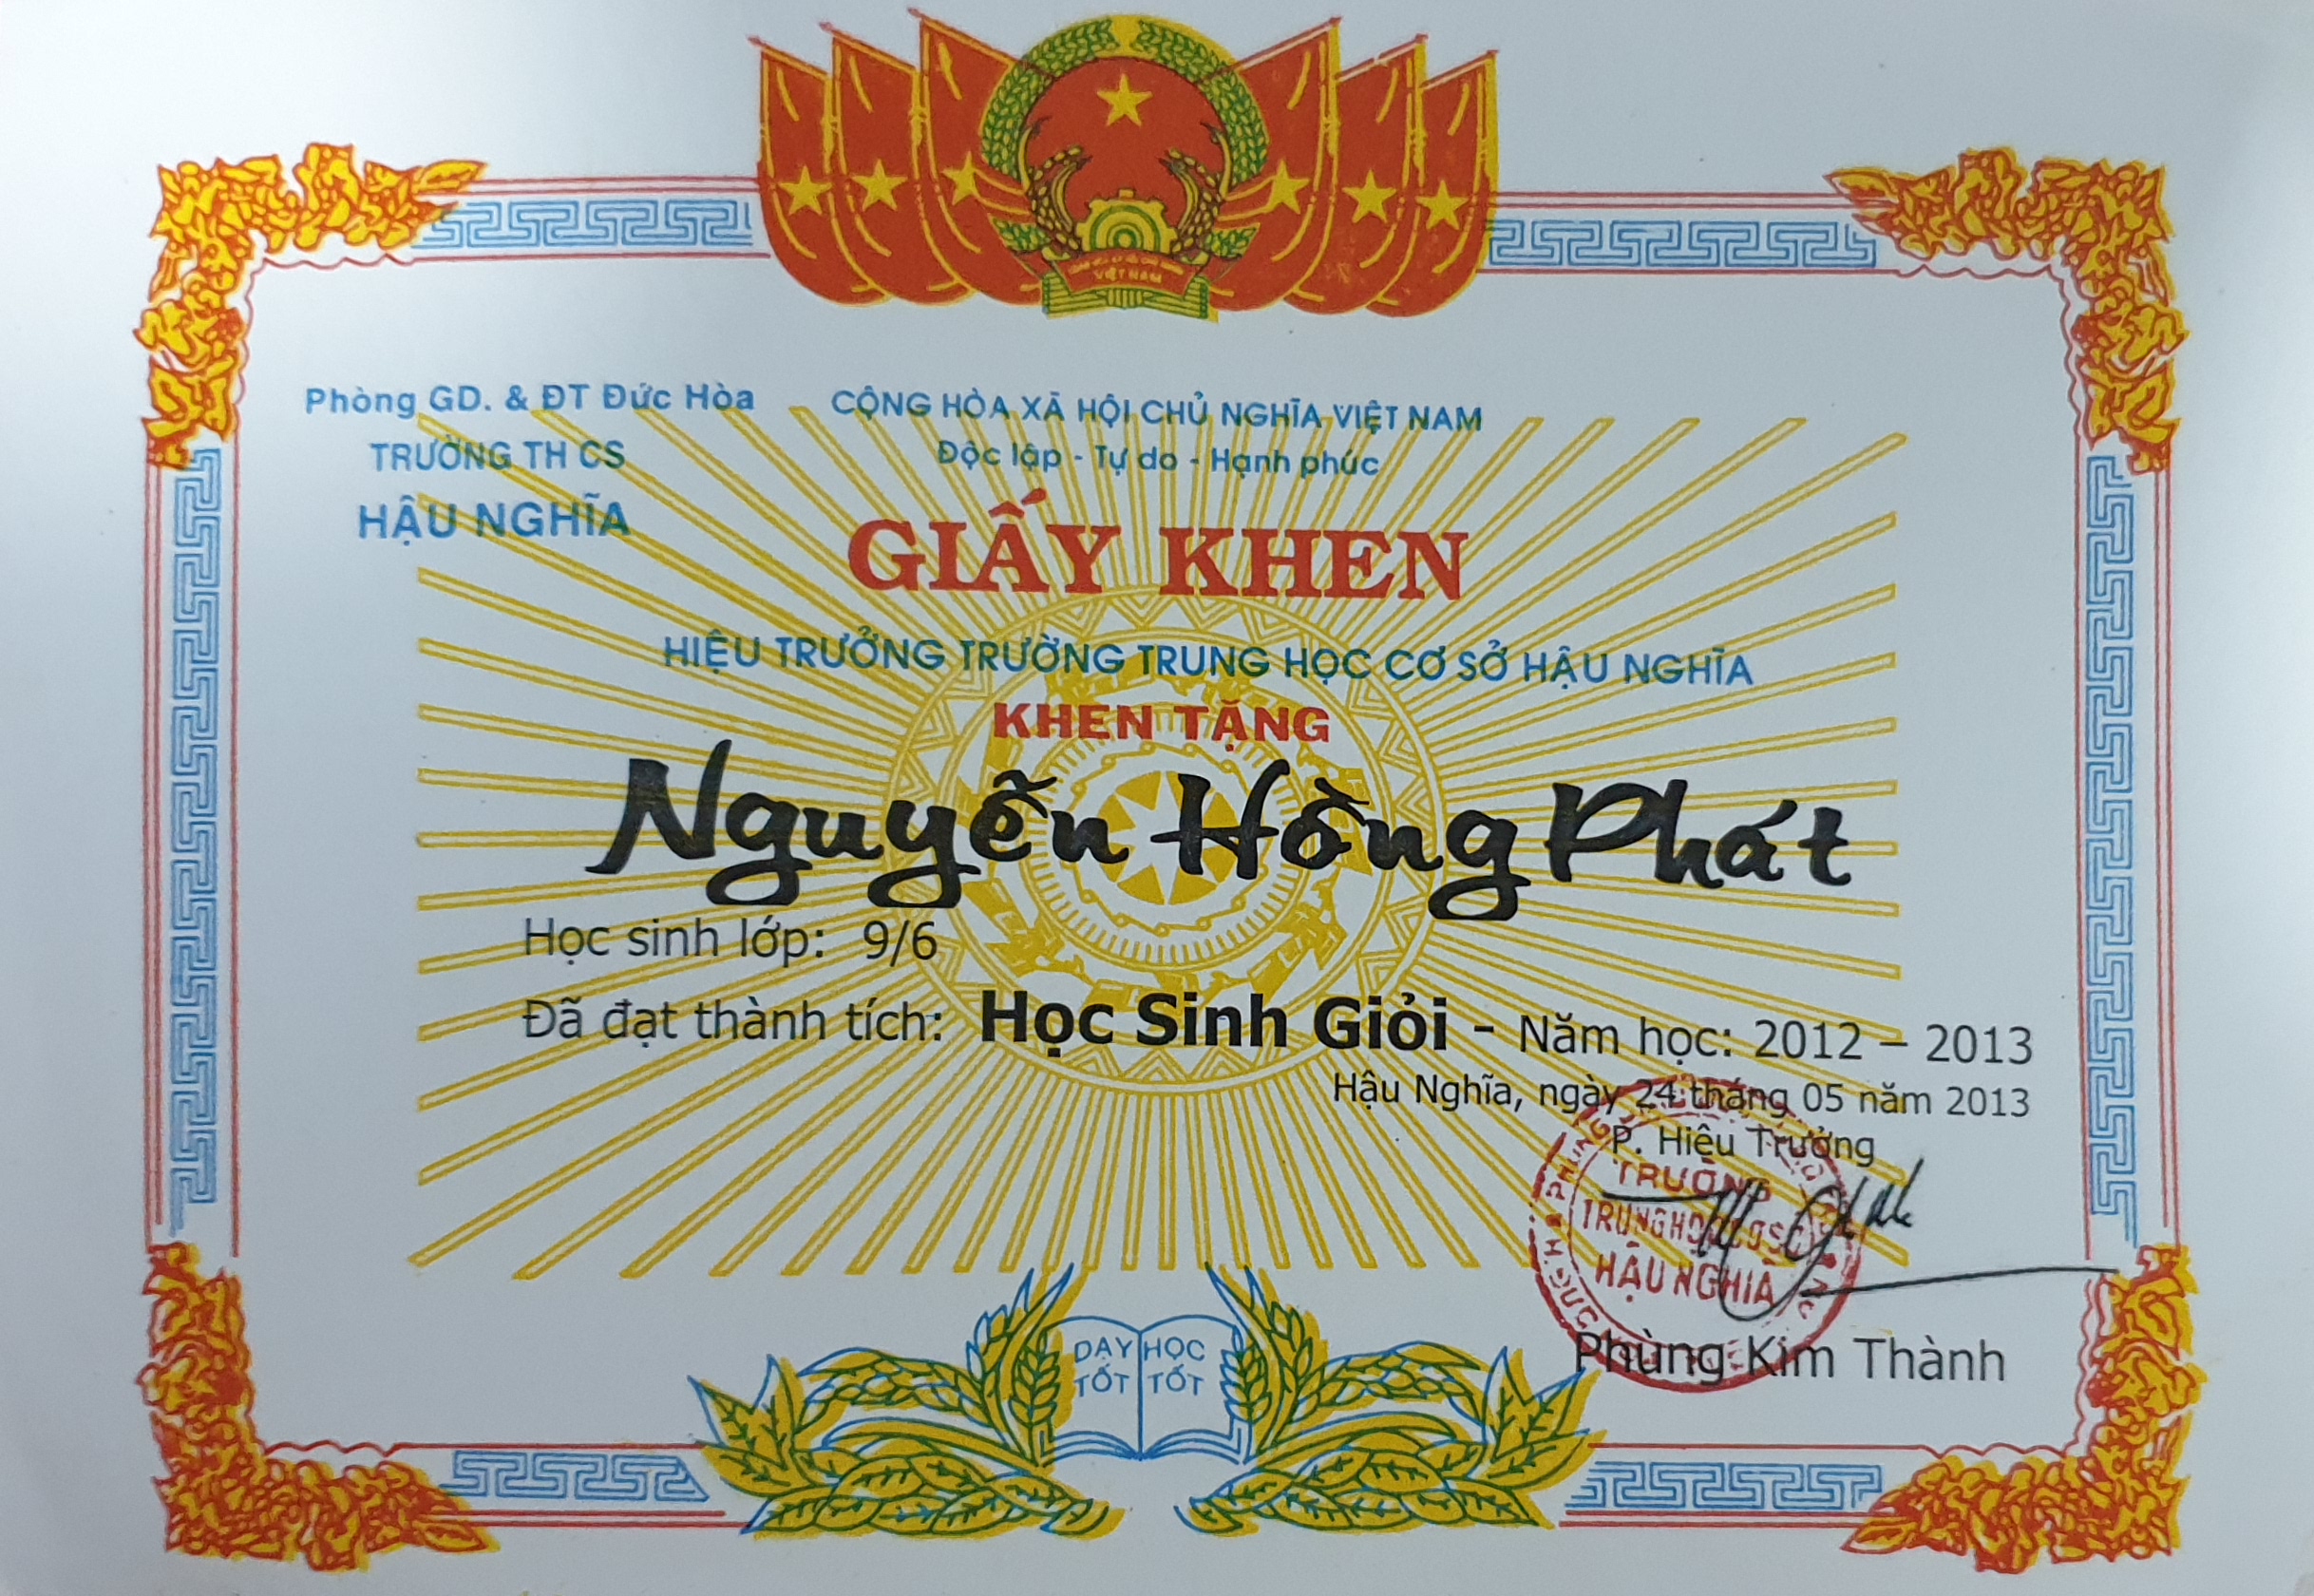 VIỆT NAM
Phòng GD. & ĐT Đức Hòa
TRƯỜNG TH CS
HẬU NGHĨA
CỘNG HÒA XÃ HỘI CHỦ NGHĨA VIỆT NAM
Độc lập - Tự do - Hạnh phúc
GIẤY KHEN
HIỆU TRƯỞNG TRƯỜNG TRUNG HỌC CƠ SỞ HẬU NGHĨA
KHEN TẶNG
Nguyễn Hồng Phát
Học sinh lớp: 9/6
Đã đạt thành tích: Học Sinh Giỏi - Năm học: 2012 – 2013
Hậu Nghĩa, ngày 24 tháng 05 năm 2013
P. Hiệu Trưởng
TRƯỜNG
TRUNG HỌC CƠ SỞ
HẬU NGHĨA
Phùng Kim Thành
DẠY HỌC
TỐT TỐT